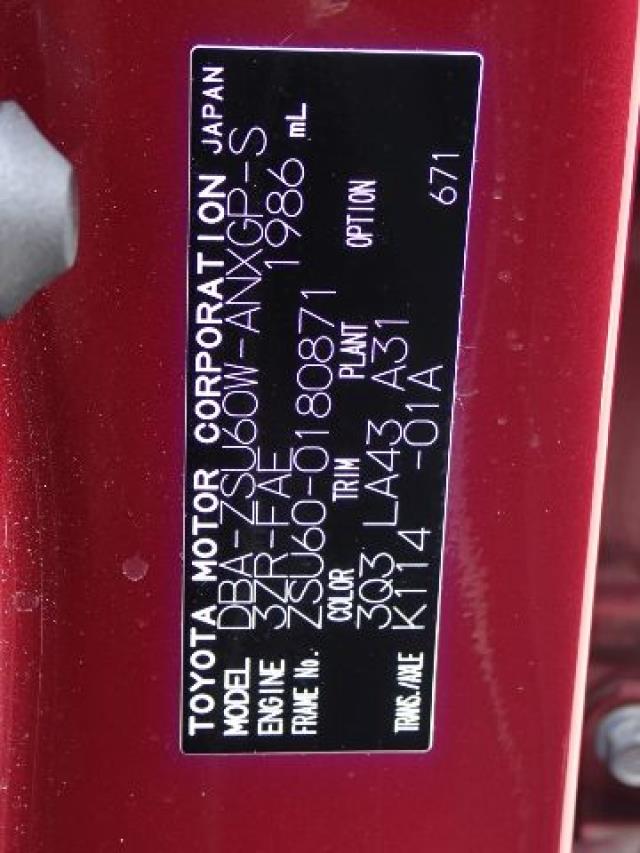 TOYOTA MOTOR CORPORATION JAPAN
MODEL DBA-ZSU60W-ANXGP-S
ENGINE 3ZR-FAE 1986 mL
FRAME No. ZSU60-0180871
COLOR TRIM PLANT OPTION
3Q3 LA43 A31
TRANS./AXLE K114 -01A 671